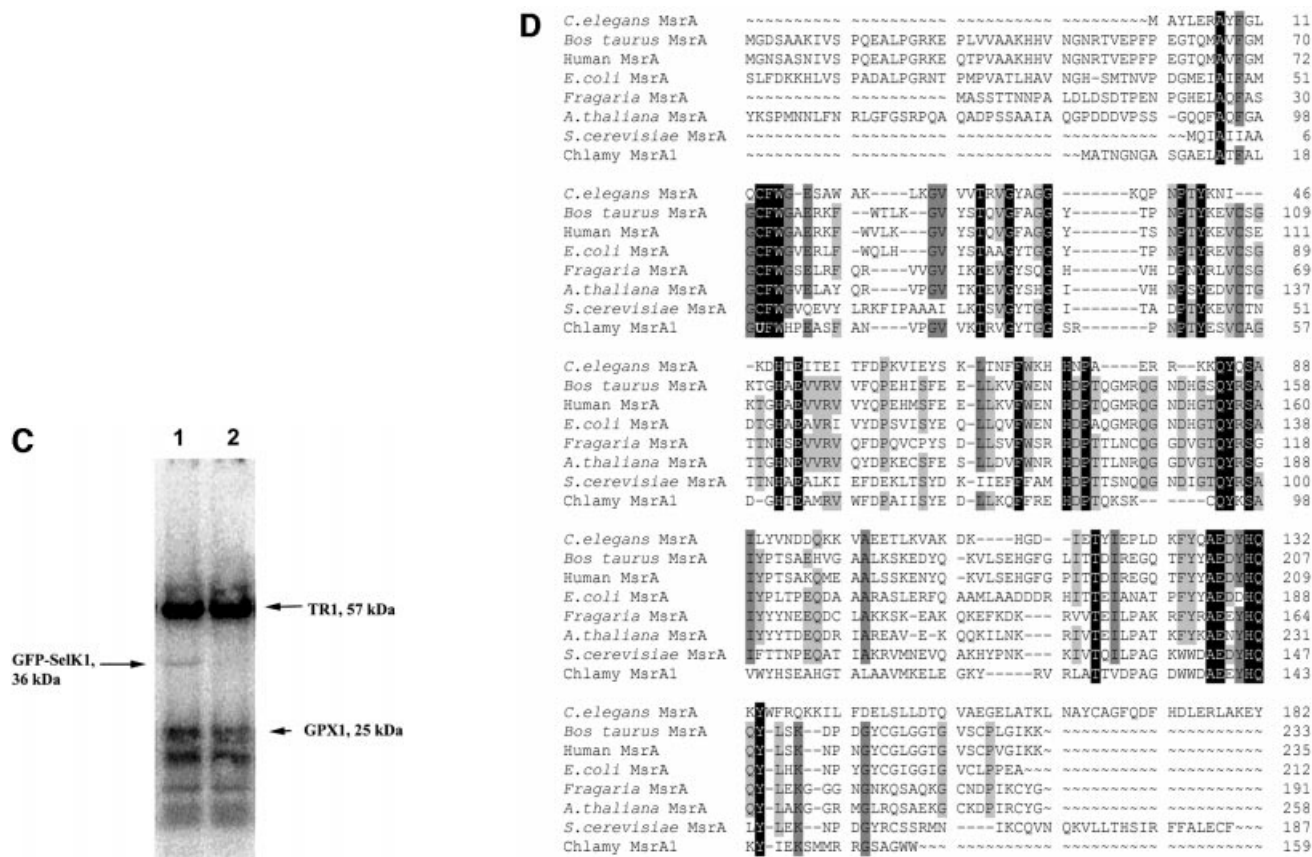 C
1 2
TR1, 57 kDa
GFP-SelK1,
36 kDa
GPX1, 25 kDa
D
C.elegans MsrA ~~~~~~~~~~ ~~~~~~~~~~ ~~~~~~~~~~ ~~~~~~~~~M AYLERAYFGL 11
Bos taurus MsrA MGDSAAKIVS PQEALPGRKE PLVVAAKHHV NGNRTVEPFP EGTQMAVFGM 70
Human MsrA MGNSASNIVS PQEALPGRKE QTPVAAKHHV NGNRTVEPFP EGTQMAVFGM 72
E.coli MsrA SLFDKKHLVS PADALPGRNT PMPVATLHAV NGH-SMTNVP DGMEIAIFAM 51
Fragaria MsrA ~~~~~~~~~~ ~~~~~~~~~~ MASSTTNNPA LDLDSDTPEN PGHELAQFAS 30
A.thaliana MsrA YKSPMNNLFN RLGFGSRPQA QADPSSAAIA QGPDDDVPSS -GQQFAQFGA 98
S.cerevisiae MsrA ~~~~~~~~~~ ~~~~~~~~~~ ~~~~~~~~~~ ~~~~~~~~~~ ~~MQIAIIAA 6
Chlamy MsrA1 ~~~~~~~~~~ ~~~~~~~~~~ ~~~~~~~~~~ ~~MATNGNGA SGAELATFAL 18
C.elegans MsrA QCFWG-ESAW AK----LKGV VVTRVGYAGG --------KQP NPTYKNI--- 46
Bos taurus MsrA GCFWGAERKF -WTLK--GVY YSTQVGFAGG Y-------TP NPTYKEVCSG 109
Human MsrA GCFWGAERKF -WVLK--GV YSTQVGFAGG Y-------TS NPTYKEVCSE 111
E.coli MsrA GCFWGVERLF -WQLH--GV YSTAAGYTGG Y-------TP NPTYREVCSG 89
Fragaria MsrA GCFWGSELRF QR----VVGV IKTEVGYSQG H-------VH DPNYRLVCSG 69
A.thaliana MsrA GCFWGVELAY QR----VPGV TKTEVGYSHG I-------VH NPSYEDVCTG 137
S.cerevisiae MsrA GCFWGVQEVY LRKFIPAAAI LKTSVGYTGG I-------TA DPTYKEVCTN 51
Chlamy MsrA1 GUFWHPEASF AN----VPGV VKTRVGYTGG SR------P NPTYESVCAG 57
C.elegans MsrA -KDHTEITEI TFDPKVIEYS K-LTNFFWKH HNPA----ER R--KKQYQSA 88
Bos taurus MsrA KTGHAEVVRV VFQPEHISFE E-LLKVFWEN HDPTQGMRQG NDHGSQYRSA 158
Human MsrA KTGHAEVVRV VYQPEHMSFE E-LLKVFWEN HDPTQGMRQG NDHGTQYRSA 160
E.coli MsrA DTGHAEAVRI VYDPSVISYE Q-LLQVFWEN HDPAQGMRQG NDHGTQYRSA 138
Fragaria MsrA TTNHSEVVRV QFDPQVCPYS D-LLSVFWSR HDPTTLNCQG GDVGTQYRSG 118
A.thaliana MsrA TTGHNEVVRV QYDPKECSFE S-LLDVFWNR HDPTTLNRQG GDVGTQYRSG 188
S.cerevisiae MsrA TTNHAEALKI EFDEKLTSYD K-IIEFFFAM HDPTTSNQQG NDIGTQYRSA 100
Chlamy MsrA1 D-GHTEAMRV WFDPAIISYE D-LLKQFFRE HDPTQKSK-- ----CQYKSA 98
C.elegans MsrA ILYVNDDQKK VAEETLKVAK DK---HGD- IETYIEPLD KFYQAEDYHQ 132
Bos taurus MsrA IYPTSAEHVG AALKSKEDYQ -KVLSEHGFG LITTDIREGQ TFYYAEDYHQ
Human MsrA IYPTSAKQME AALSSKENYQ -KVLSEHGFG PITTDIREGQ TFYYAEDYHQ 209
E.coli MsrA IYPLTPEQDA AARASLERFQ AAMLAADDDR HITTEIANAT PFYYAEDDHQ 188
Fragaria MsrA IYYYNEEQDC LAKKSK-EAK QKEFKDK--- -RVVTEILPAK RFYRAEEYHQ 164
A.thaliana MsrA IYYYTDEQDR IAREAV-EKQ QQKILNK--- -RIVTEILPAT KFYKAENYHQ 231
S.cerevisiae MsrA IFTTNPEQAT IAKRVMNEVQ AKHYPNK--- -KIVTQILPAG KWWDAEDYHQ 147
Chlamy MsrA1 VWYHSEAHGT ALAAVMKELE GKY-----RV RLATTVDPAG DWWDAEEYHQ 143
C.elegans MsrA KYWFRQKKIL FDELSLLDTQ VAEGELATKL NAYCAGFQDF HDLERLAKEY 182
Bos taurus MsrA QY-LSK--DP DGYCGLGGTG VSCPLGIKK~ ~~~~~~~~~~ ~~~~~~~~~~ 233
Human MsrA QY-LSK--NP NGYCGLGGTG VSCPVGIKK~ ~~~~~~~~~~ ~~~~~~~~~~ 235
E.coli MsrA QY-LHK--NP YGYCGIGGIG VCLPPEA~~~ ~~~~~~~~~~ ~~~~~~~~~~ 212
Fragaria MsrA QY-LEKG-GG NGNKQSAQKG CNDPIKCYG~ ~~~~~~~~~~ ~~~~~~~~~~ 191
A.thaliana MsrA QY-LAKG-GR MGLRQSAEKG CKDPIRCYG~ ~~~~~~~~~~ ~~~~~~~~~~ 258
S.cerevisiae MsrA LY-LEK--NP DGYRCSSRMN ----IKCQVN QKVLLTHSIR FFALECF~~~ 187
Chlamy MsrA1 KY-IEKSMMR RGSAGWW~~~ ~~~~~~~~~~ ~~~~~~~~~~ ~~~~~~~~~~ 159